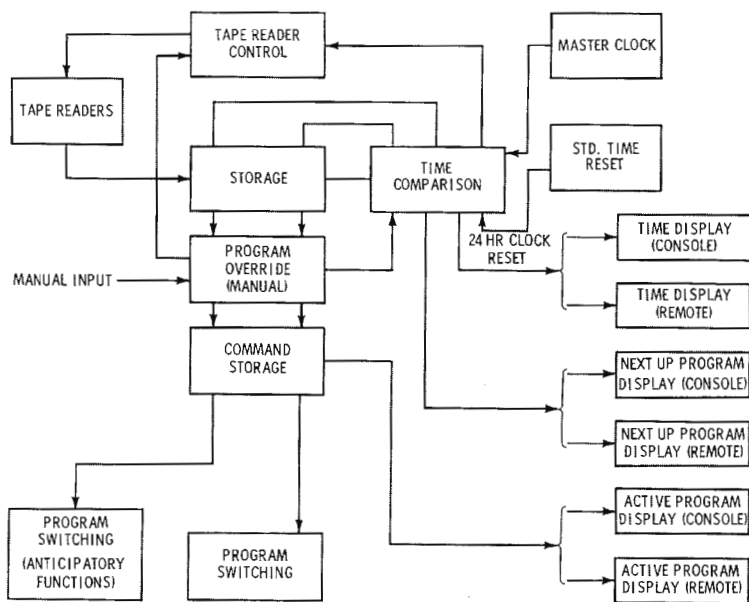 TAPE READER
CONTROL
MASTER CLOCK
TAPE READERS
STORAGE
TIME
COMPARISON
STD. TIME
RESET
24 HR CLOCK
RESET
PROGRAM
OVERRIDE
(MANUAL)
MANUAL INPUT
TIME DISPLAY
(CONSOLE)
TIME DISPLAY
(REMOTE)
COMMAND
STORAGE
NEXT UP PROGRAM
DISPLAY (CONSOLE)
NEXT UP PROGRAM
DISPLAY (REMOTE)
PROGRAM
SWITCHING
(ANTICIPATORY
FUNCTIONS)
PROGRAM
SWITCHING
ACTIVE PROGRAM
DISPLAY (CONSOLE)
ACTIVE PROGRAM
DISPLAY (REMOTE)